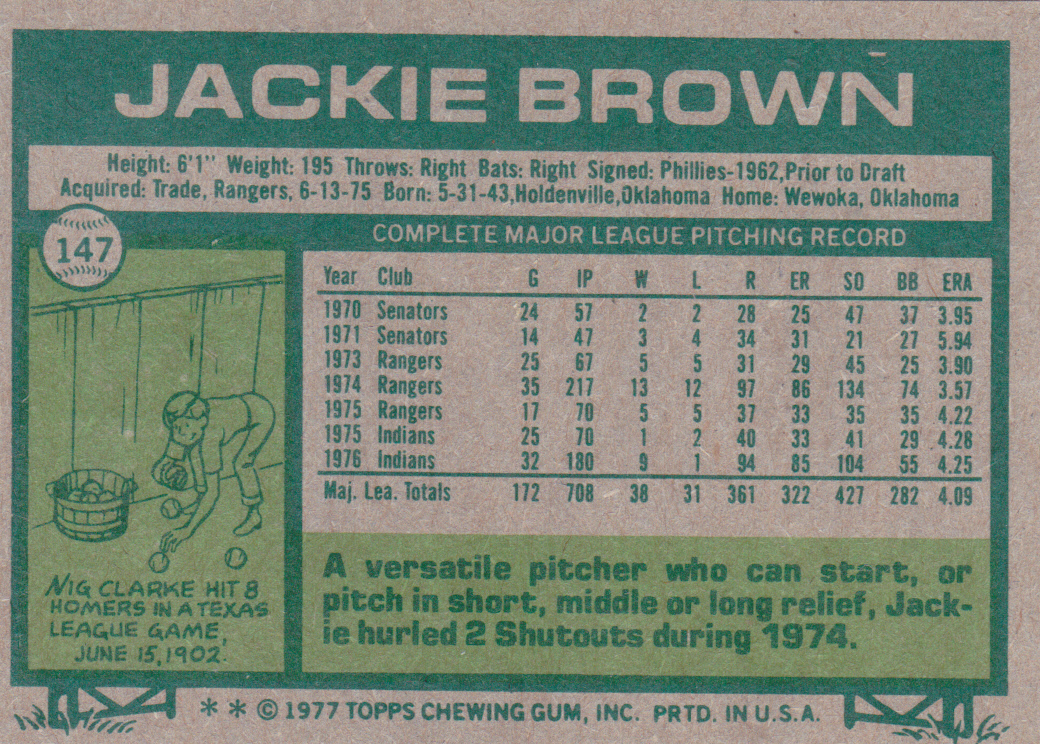 JACKIE BROWN
Height: 6'1" Weight: 195 Throws: Right Bats: Right Signed: Phillies-1962,Prior to Draft
Acquired: Trade, Rangers, 6-13-75 Born: 5-31-43,Holdenville,Oklahoma Home: Wewoka, Oklahoma
147
COMPLETE MAJOR LEAGUE PITCHING RECORD
Year Club G IP W L R ER SO BB ERA
1970 Senators 24 57 2 2 28 25 47 37 3.95
1971 Senators 14 47 3 4 34 31 21 27 5.94
1973 Rangers 25 67 5 5 31 29 45 25 3.90
1974 Rangers 35 217 13 12 97 86 134 74 3.57
1975 Rangers 17 70 5 5 37 33 35 35 4.22
1975 Indians 25 70 1 2 40 33 41 29 4.28
1976 Indians 32 180 9 1 94 85 104 55 4.25
Maj. Lea. Totals 172 708 38 31 361 322 427 282 4.09
NIG CLARKE HIT 8
HOMERS IN A TEXAS
LEAGUE GAME,
JUNE 15, 1902.
A versatile pitcher who can start, or
pitch in short, middle or long relief, Jack-
ie hurled 2 Shutouts during 1974.
* * © 1977 TOPPS CHEWING GUM, INC. PRTD. IN U.S.A.